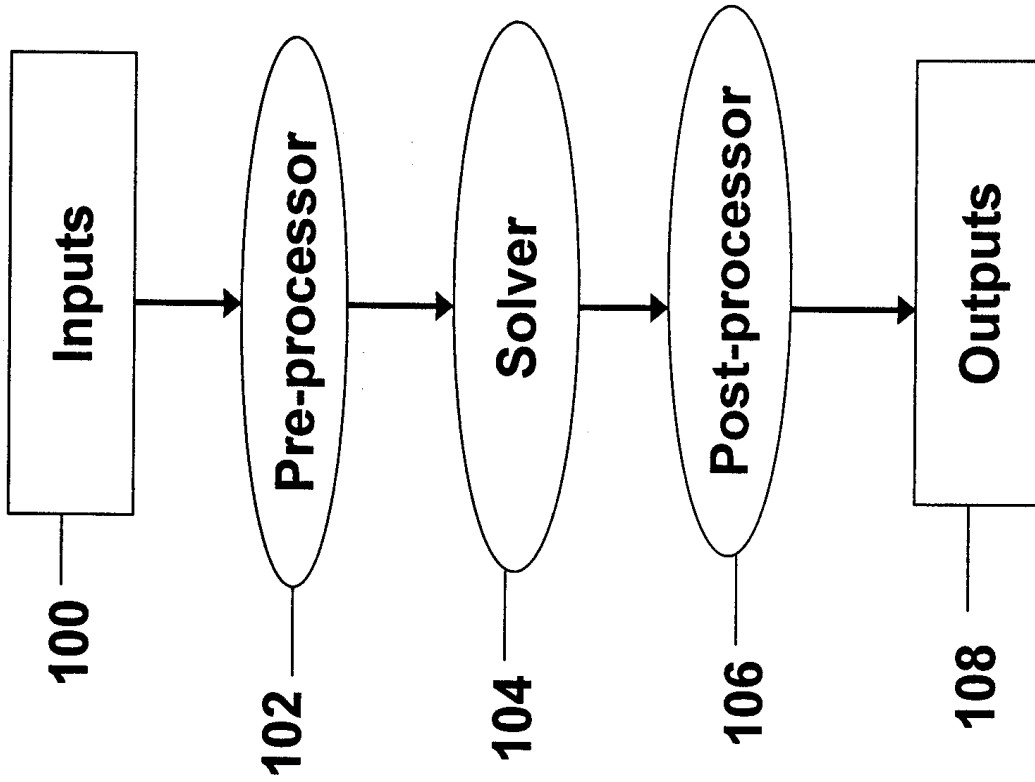 100
Inputs
102
Pre-processor
104
Solver
106
Post-processor
108
Outputs